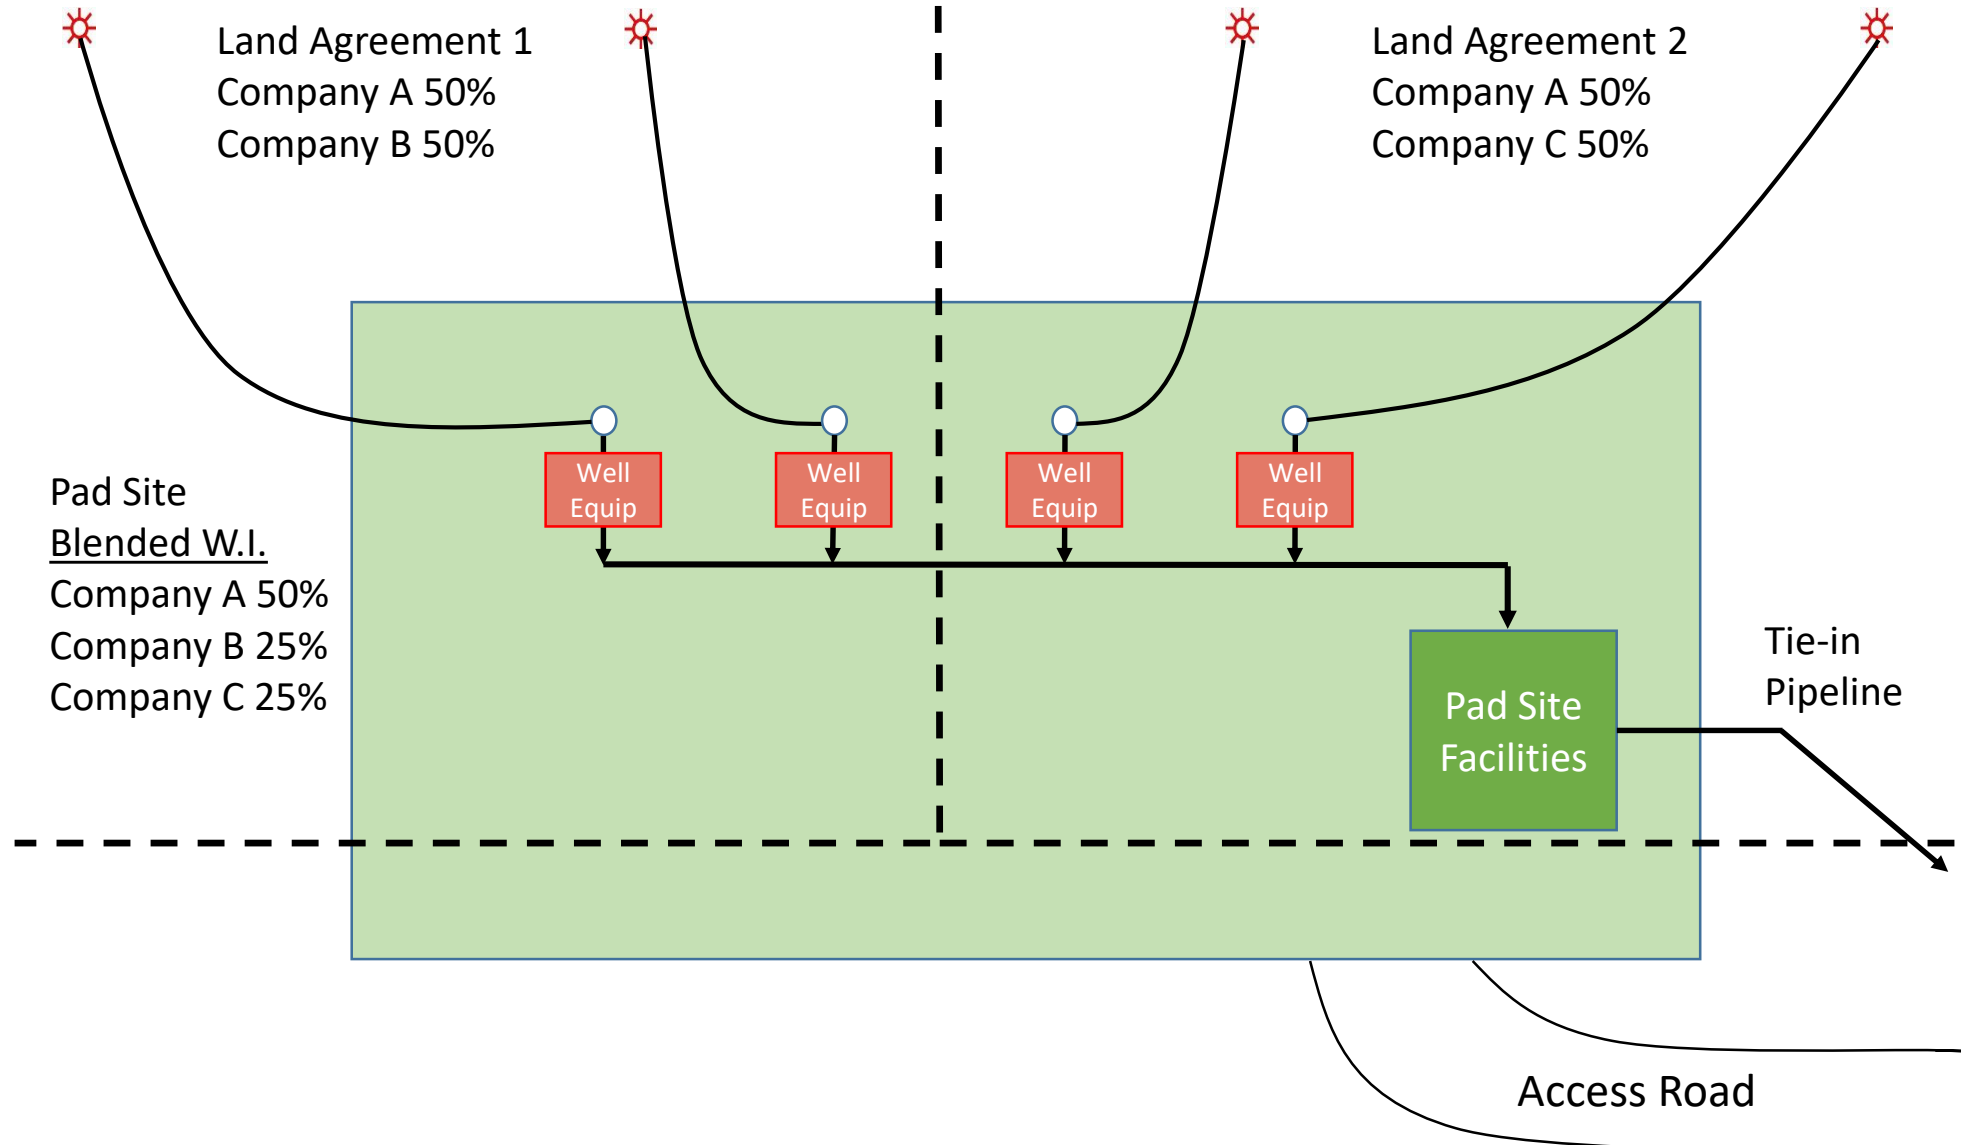 Land Agreement 1
Company A 50%
Company B 50%
Land Agreement 2
Company A 50%
Company C 50%
Well
Equip
Well
Equip
Well
Equip
Well
Equip
Pad Site
Blended W.I.
Company A 50%
Company B 25%
Company C 25%
Pad Site
Facilities
Tie-in
Pipeline
Access Road